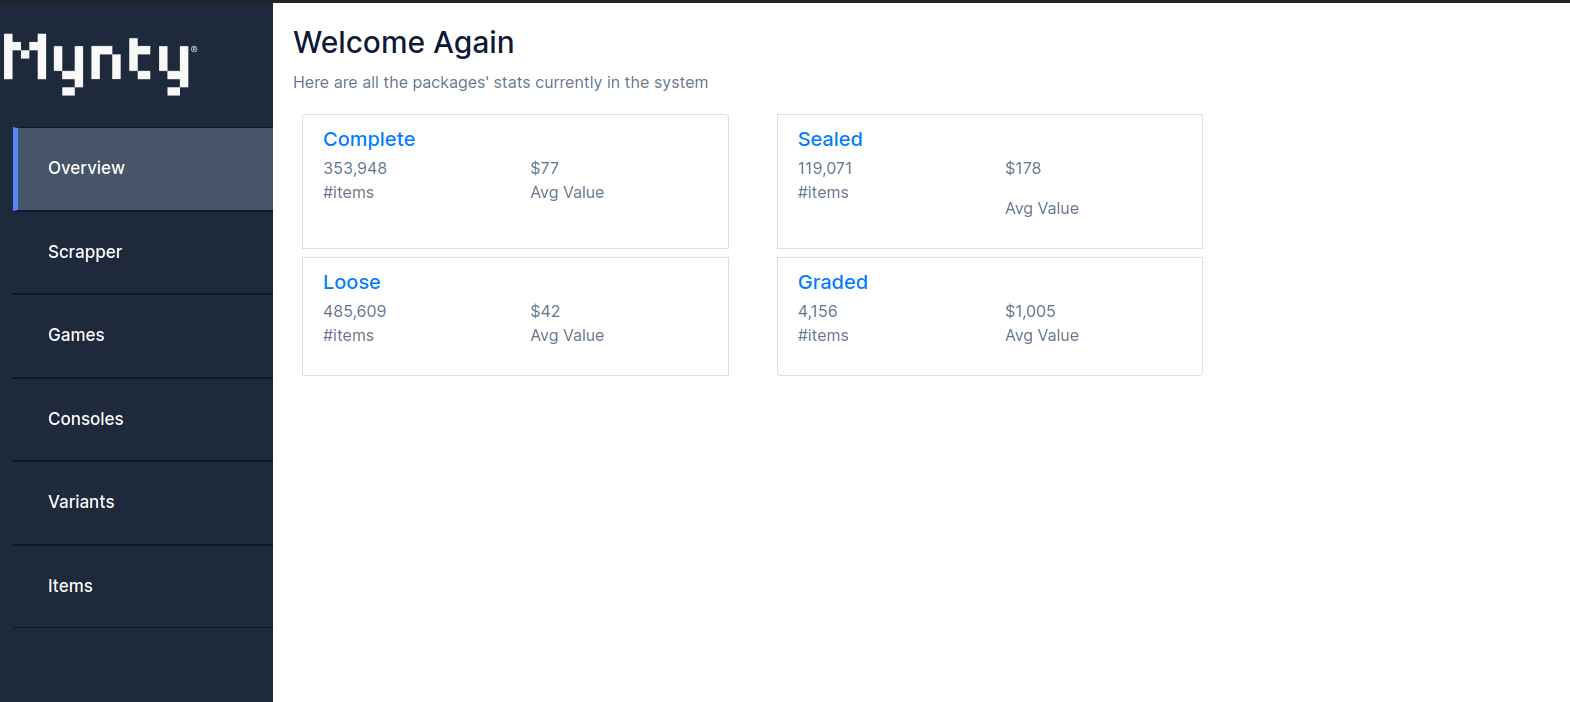 Mynty®
Overview
Scrapper
Games
Consoles
Variants
Items
Welcome Again
Here are all the packages' stats currently in the system
Complete
353,948 $77
#items Avg Value
Sealed
119,071 $178
#items
Avg Value
Loose
485,609 $42
#items Avg Value
Graded
4,156 $1,005
#items Avg Value